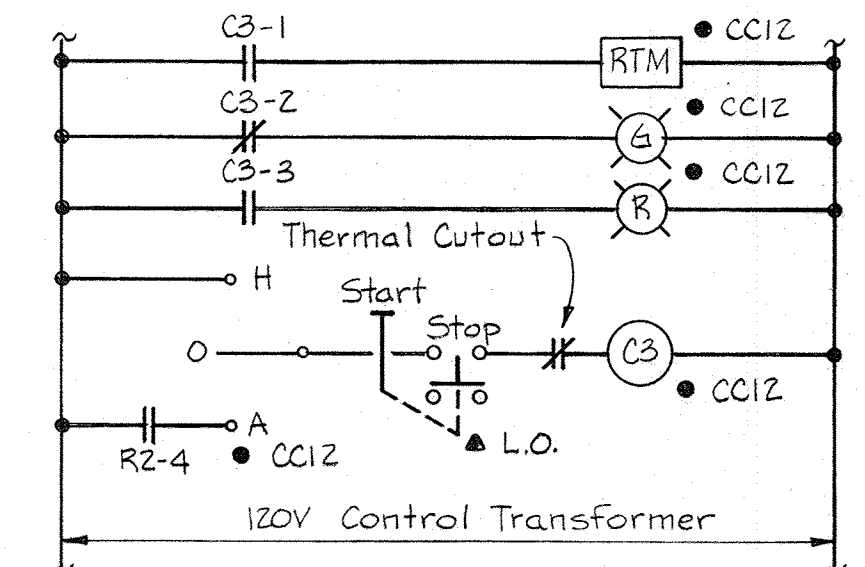 C3-1
CC12
RTM
C3-2
CC12
G
C3-3
CC12
R
Thermal Cutout
H
Start
Stop
O
C3
CC12
A
L.O.
R2-4
CC12
120V Control Transformer